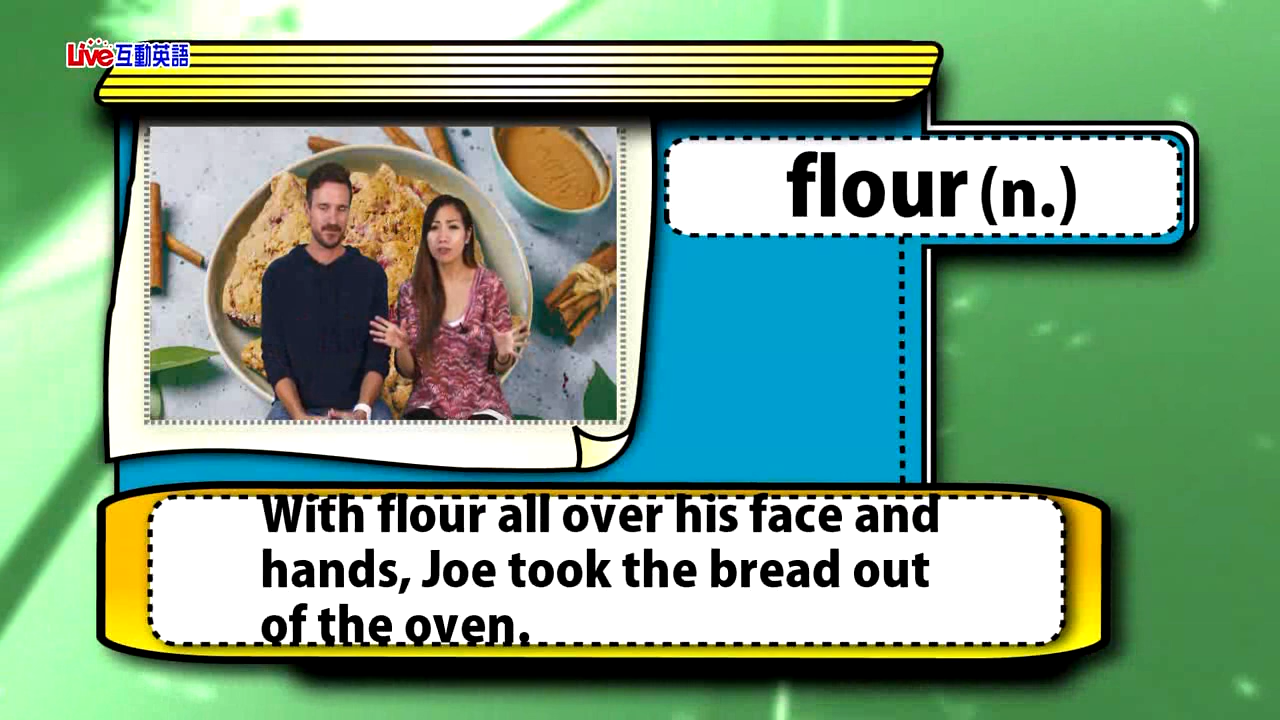 Live互動英語
flour (n.)
With flour all over his face and
hands, Joe took the bread out
of the oven.